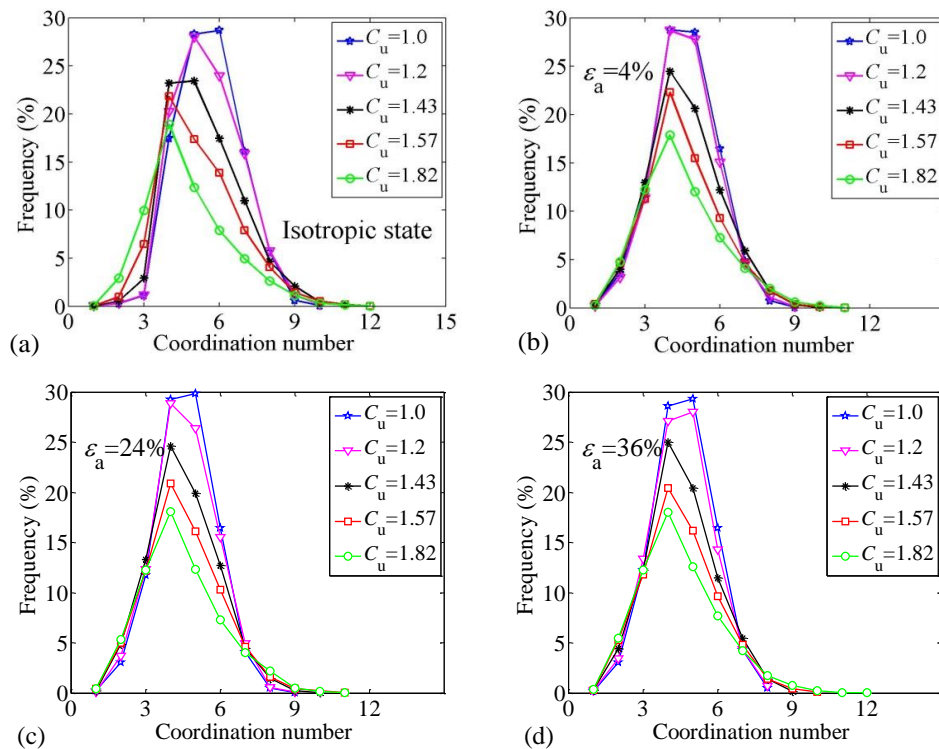 30
25
20
15
10
5
0
Frequency (%)
0 3 6 9 12 15
Coordination number
C_u=1.0
C_u=1.2
C_u=1.43
C_u=1.57
C_u=1.82
Isotropic state
(a)
30
25
20
15
10
5
0
Frequency (%)
0 3 6 9 12
Coordination number
ε_a=4%
C_u=1.0
C_u=1.2
C_u=1.43
C_u=1.57
C_u=1.82
(b)
30
25
20
15
10
5
0
Frequency (%)
0 3 6 9 12
Coordination number
ε_a=24%
C_u=1.0
C_u=1.2
C_u=1.43
C_u=1.57
C_u=1.82
(c)
30
25
20
15
10
5
0
Frequency (%)
0 3 6 9 12
Coordination number
ε_a=36%
C_u=1.0
C_u=1.2
C_u=1.43
C_u=1.57
C_u=1.82
(d)